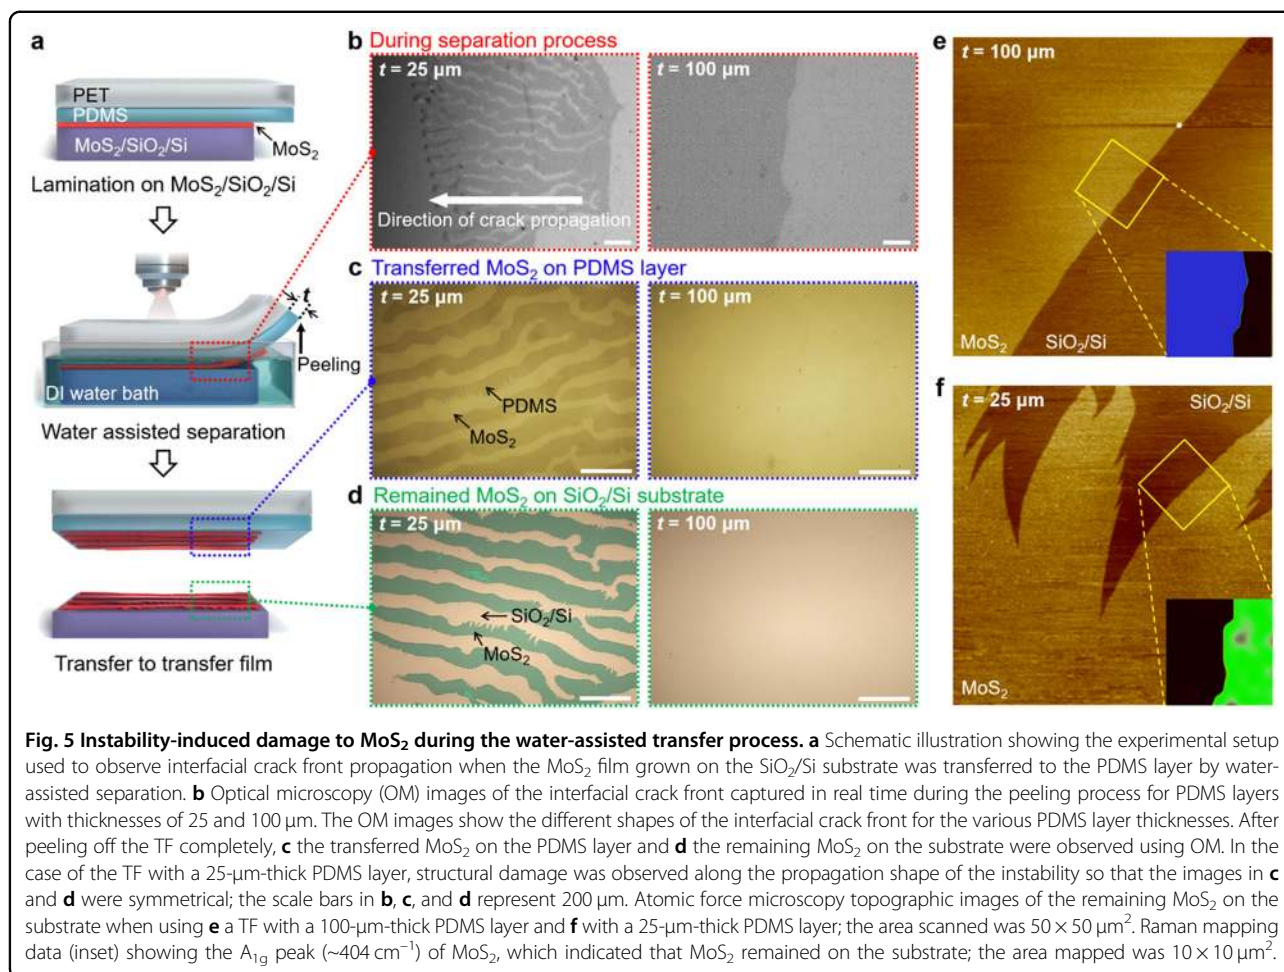 a
PET
PDMS
MoS₂/SiO₂/Si
MoS₂
Lamination on MoS₂/SiO₂/Si
t
Peeling
DI water bath
Water assisted separation
Transfer to transfer film
b During separation process
t = 25 μm
t = 100 μm
Direction of crack propagation
c Transferred MoS₂ on PDMS layer
t = 25 μm
t = 100 μm
PDMS
MoS₂
d Remained MoS₂ on SiO₂/Si substrate
t = 25 μm
t = 100 μm
SiO₂/Si
MoS₂
e
t = 100 μm
MoS₂
SiO₂/Si
f
t = 25 μm
SiO₂/Si
MoS₂
Fig. 5 Instability-induced damage to MoS₂ during the water-assisted transfer process. a Schematic illustration showing the experimental setup
used to observe interfacial crack front propagation when the MoS₂ film grown on the SiO₂/Si substrate was transferred to the PDMS layer by water-
assisted separation. b Optical microscopy (OM) images of the interfacial crack front captured in real time during the peeling process for PDMS layers
with thicknesses of 25 and 100 μm. The OM images show the different shapes of the interfacial crack front for the various PDMS layer thicknesses. After
peeling off the TF completely, c the transferred MoS₂ on the PDMS layer and d the remaining MoS₂ on the substrate were observed using OM. In the
case of the TF with a 25-μm-thick PDMS layer, structural damage was observed along the propagation shape of the instability so that the images in c
and d were symmetrical; the scale bars in b, c, and d represent 200 μm. Atomic force microscopy topographic images of the remaining MoS₂ on the
substrate when using e a TF with a 100-μm-thick PDMS layer and f with a 25-μm-thick PDMS layer; the area scanned was 50 × 50 μm². Raman mapping
data (inset) showing the A₁g peak (~404 cm⁻¹) of MoS₂, which indicated that MoS₂ remained on the substrate; the area mapped was 10 × 10 μm².